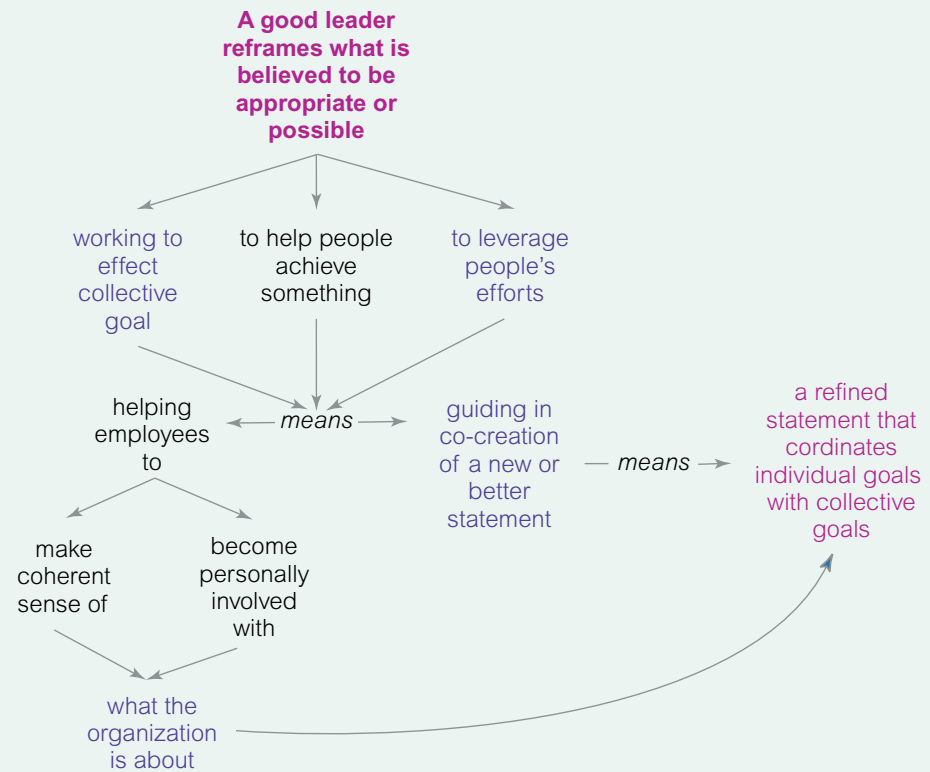 A good leader
reframes what is
believed to be
appropriate or
possible
working to
effect
collective
goal
to help people
achieve
something
to leverage
people's
efforts
helping
employees
to
means
guiding in
co-creation
of a new or
better
statement
means
a refined
statement that
cordinates
individual goals
with collective
goals
make
coherent
sense of
become
personally
involved
with
what the
organization
is about